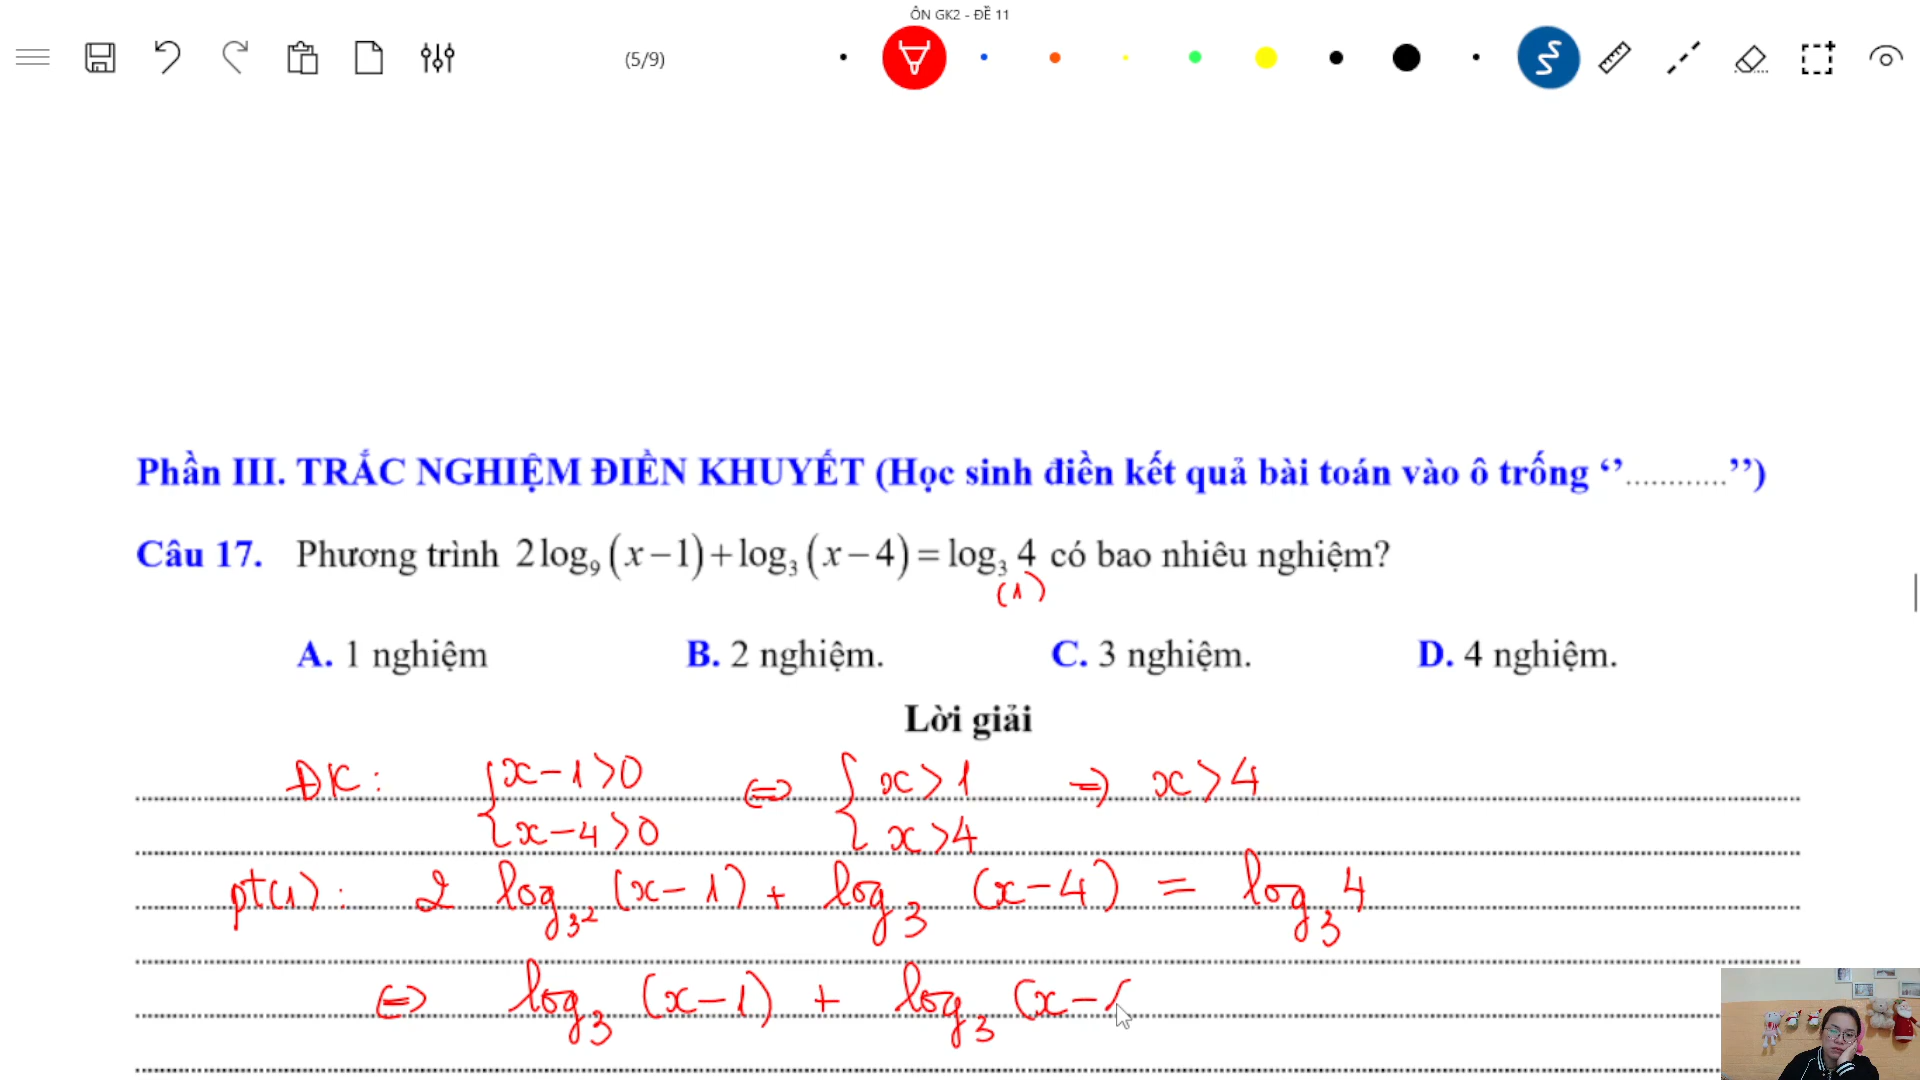 ÔN GK2 - ĐỀ 11
(5/9)
Phần III. TRẮC NGHIỆM ĐIỀN KHUYẾT (Học sinh điền kết quả bài toán vào ô trống ‘’............’’)
Câu 17. Phương trình 2log₉(x−1)+log₃(x−4)=log₃4 có bao nhiêu nghiệm?
(1)
A. 1 nghiệm B. 2 nghiệm. C. 3 nghiệm. D. 4 nghiệm.
Lời giải
ĐK: { x-1>0 ⇔ { x>1 ⇒ x>4
x-4>0 x>4
pt(1): 2 log_{3²}(x-1) + log₃(x-4) = log₃4
⇔ log₃(x-1) + log₃(x-